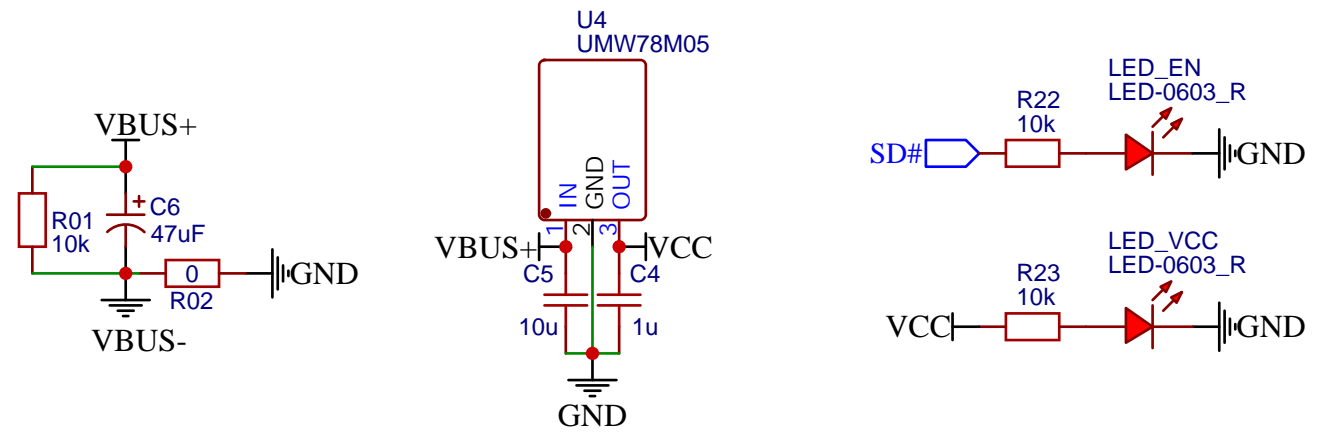 VBUS+
R01
10k
+
C6
47uF
0
R02
GND
VBUS-
U4
UMW78M05
IN
GND
OUT
1
2
3
VBUS+
VCC
C5
C4
10u
1u
GND
LED_EN
LED-0603_R
R22
10k
SD#
GND
LED_VCC
LED-0603_R
R23
10k
VCC
GND